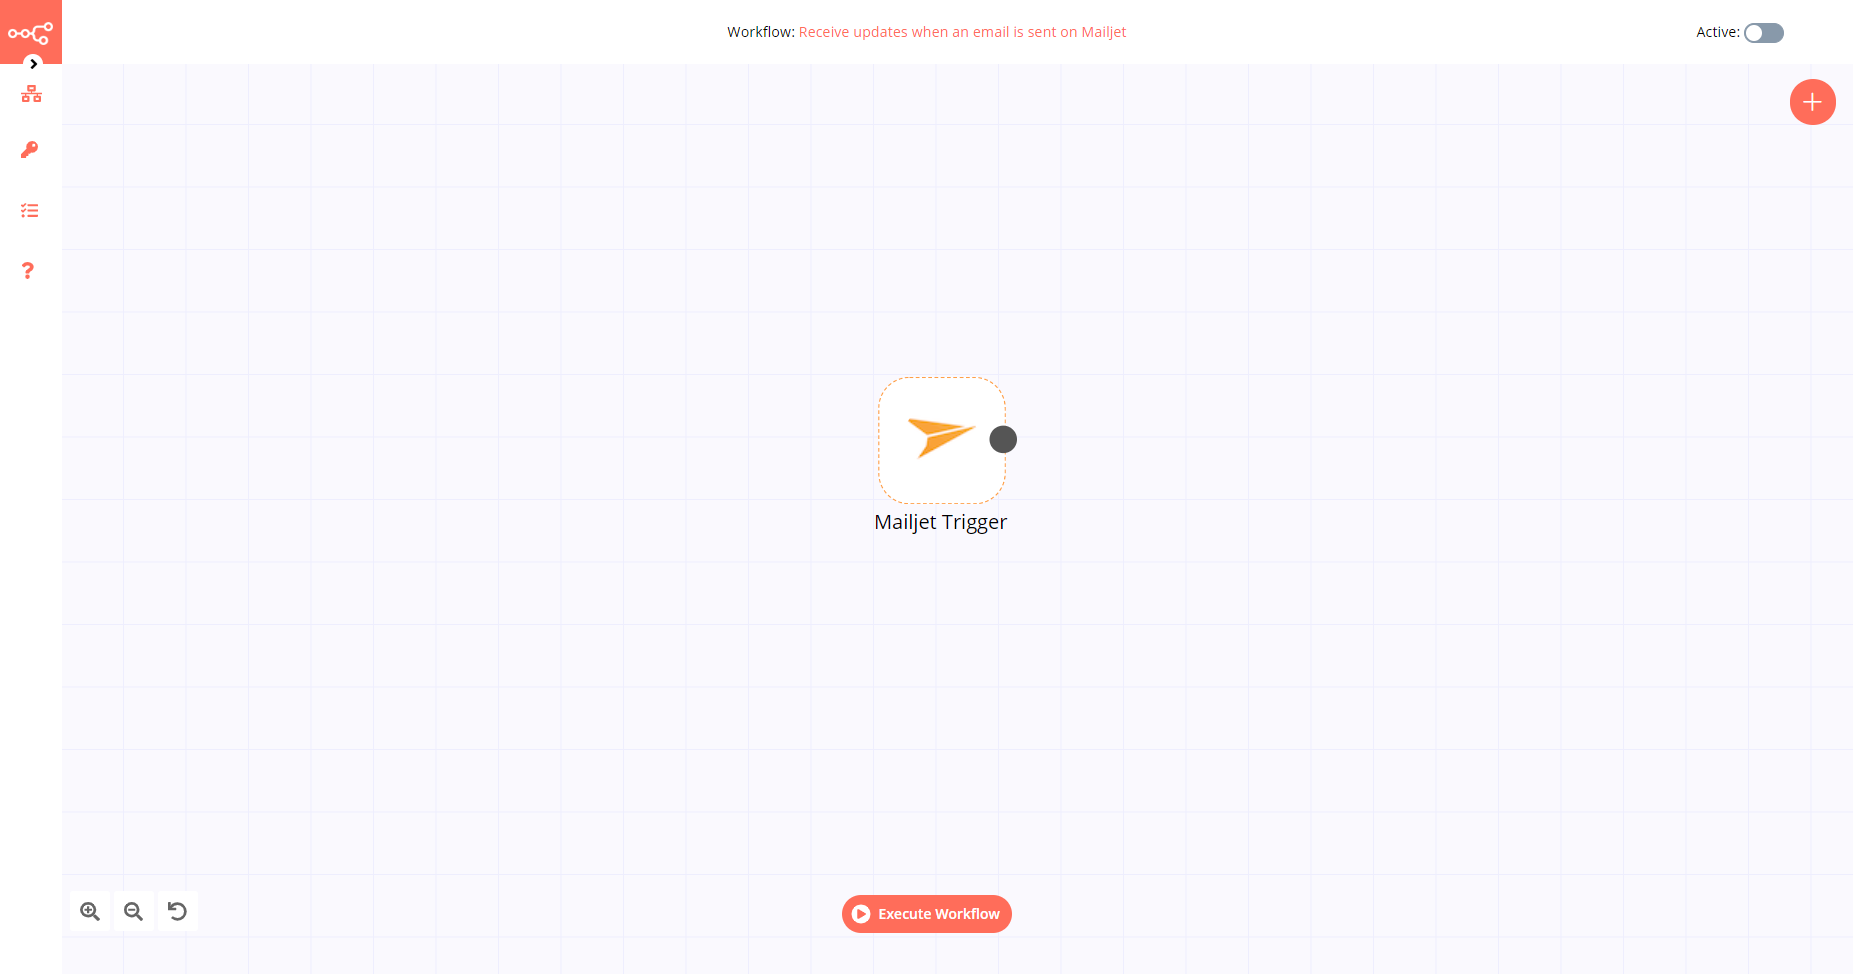 Workflow: Receive updates when an email is sent on Mailjet
Active:
Mailjet Trigger
Execute Workflow